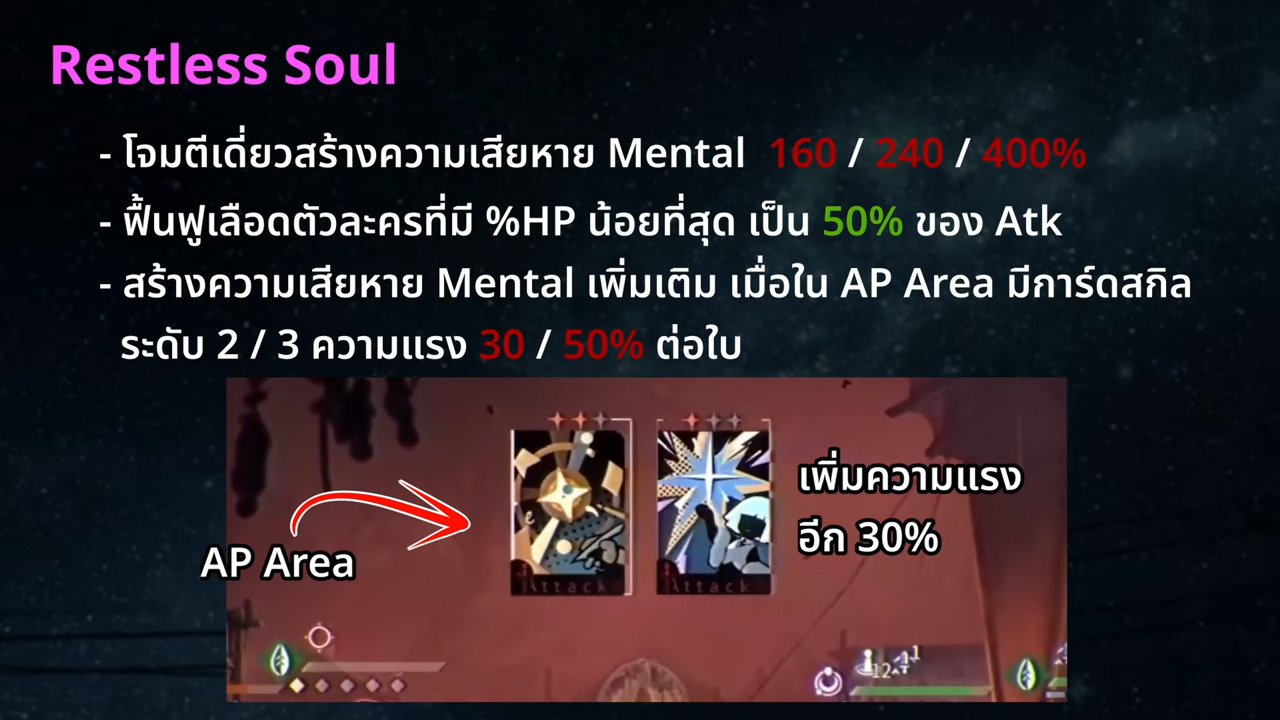 Restless Soul
- โจมตีเดี่ยวสร้างความเสียหาย Mental 160 / 240 / 400%
- ฟื้นฟูเลือดตัวละครที่มี %HP น้อยที่สุด เป็น 50% ของ Atk
- สร้างความเสียหาย Mental เพิ่มเติม เมื่อใน AP Area มีการ์ดสกิล
ระดับ 2 / 3 ความแรง 30 / 50% ต่อใบ
เพิ่มความแรง
อีก 30%
AP Area
Attack
Attack
12
1